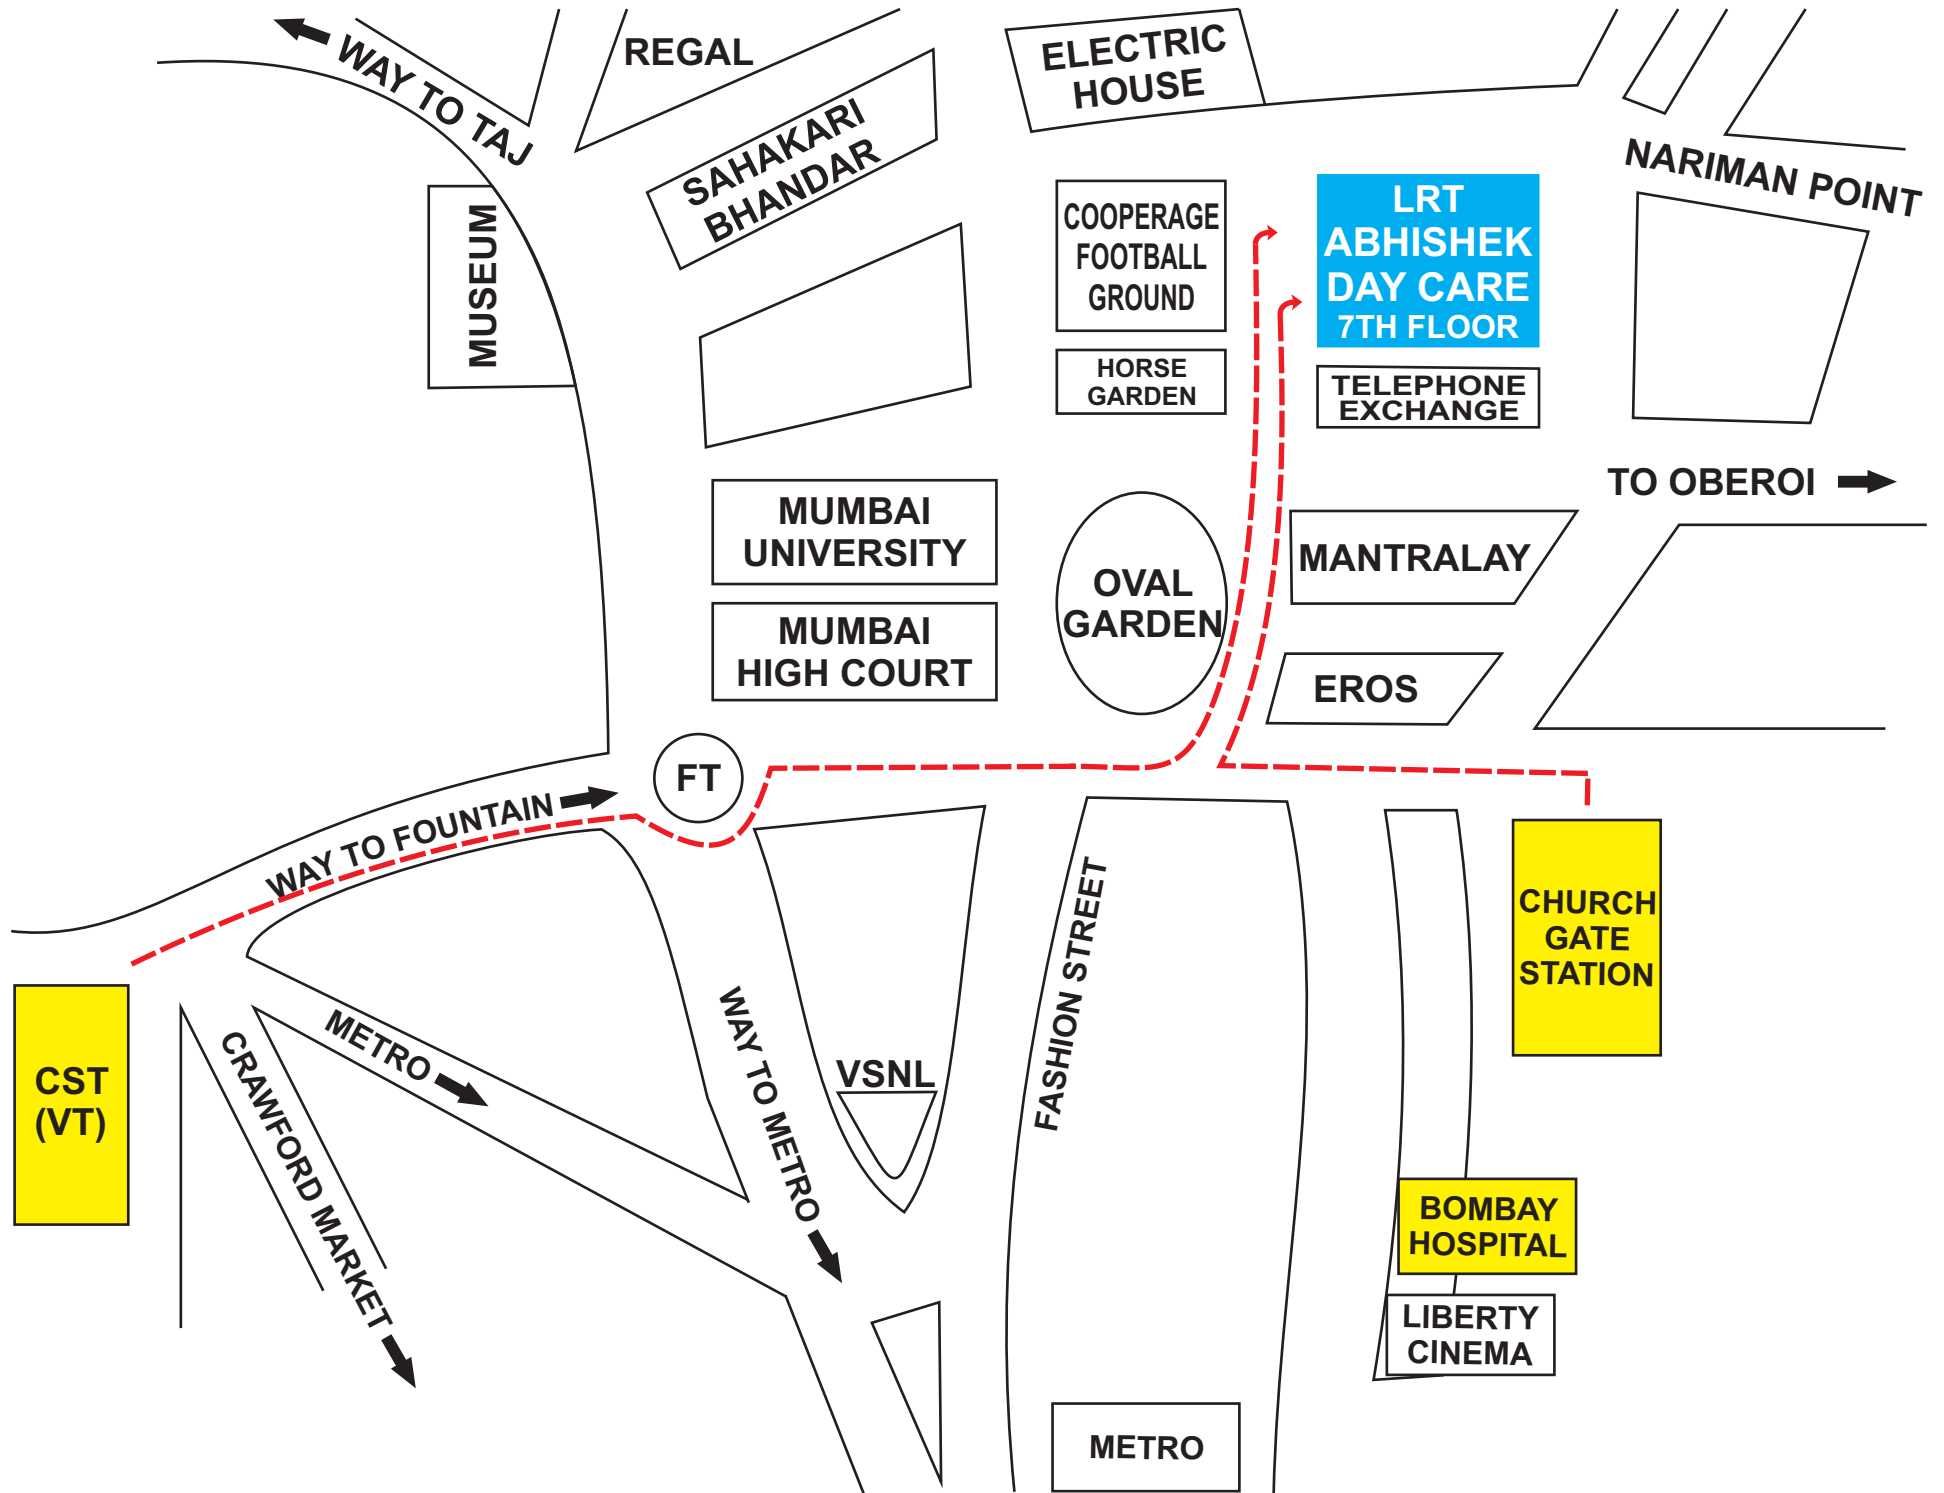 WAY TO TAJ
REGAL
ELECTRIC
HOUSE
SAHAKARI
BHANDAR
NARIMAN POINT
MUSEUM
COOPERAGE
FOOTBALL
GROUND
LRT
ABHISHEK
DAY CARE
7TH FLOOR
HORSE
GARDEN
TELEPHONE
EXCHANGE
TO OBEROI
MUMBAI
UNIVERSITY
MUMBAI
HIGH COURT
OVAL
GARDEN
MANTRALAY
EROS
FT
WAY TO FOUNTAIN
CHURCH
GATE
STATION
FASHION STREET
CST
(VT)
CRAWFORD MARKET
METRO
WAY TO METRO
VSNL
BOMBAY
HOSPITAL
LIBERTY
CINEMA
METRO